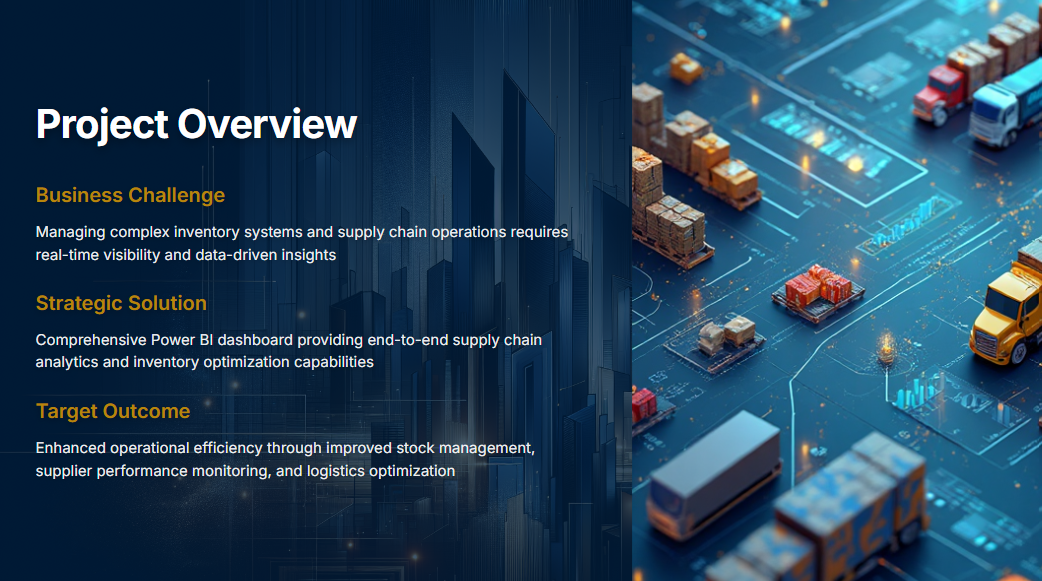 Project Overview
Business Challenge
Managing complex inventory systems and supply chain operations requires
real-time visibility and data-driven insights
Strategic Solution
Comprehensive Power BI dashboard providing end-to-end supply chain
analytics and inventory optimization capabilities
Target Outcome
Enhanced operational efficiency through improved stock management,
supplier performance monitoring, and logistics optimization